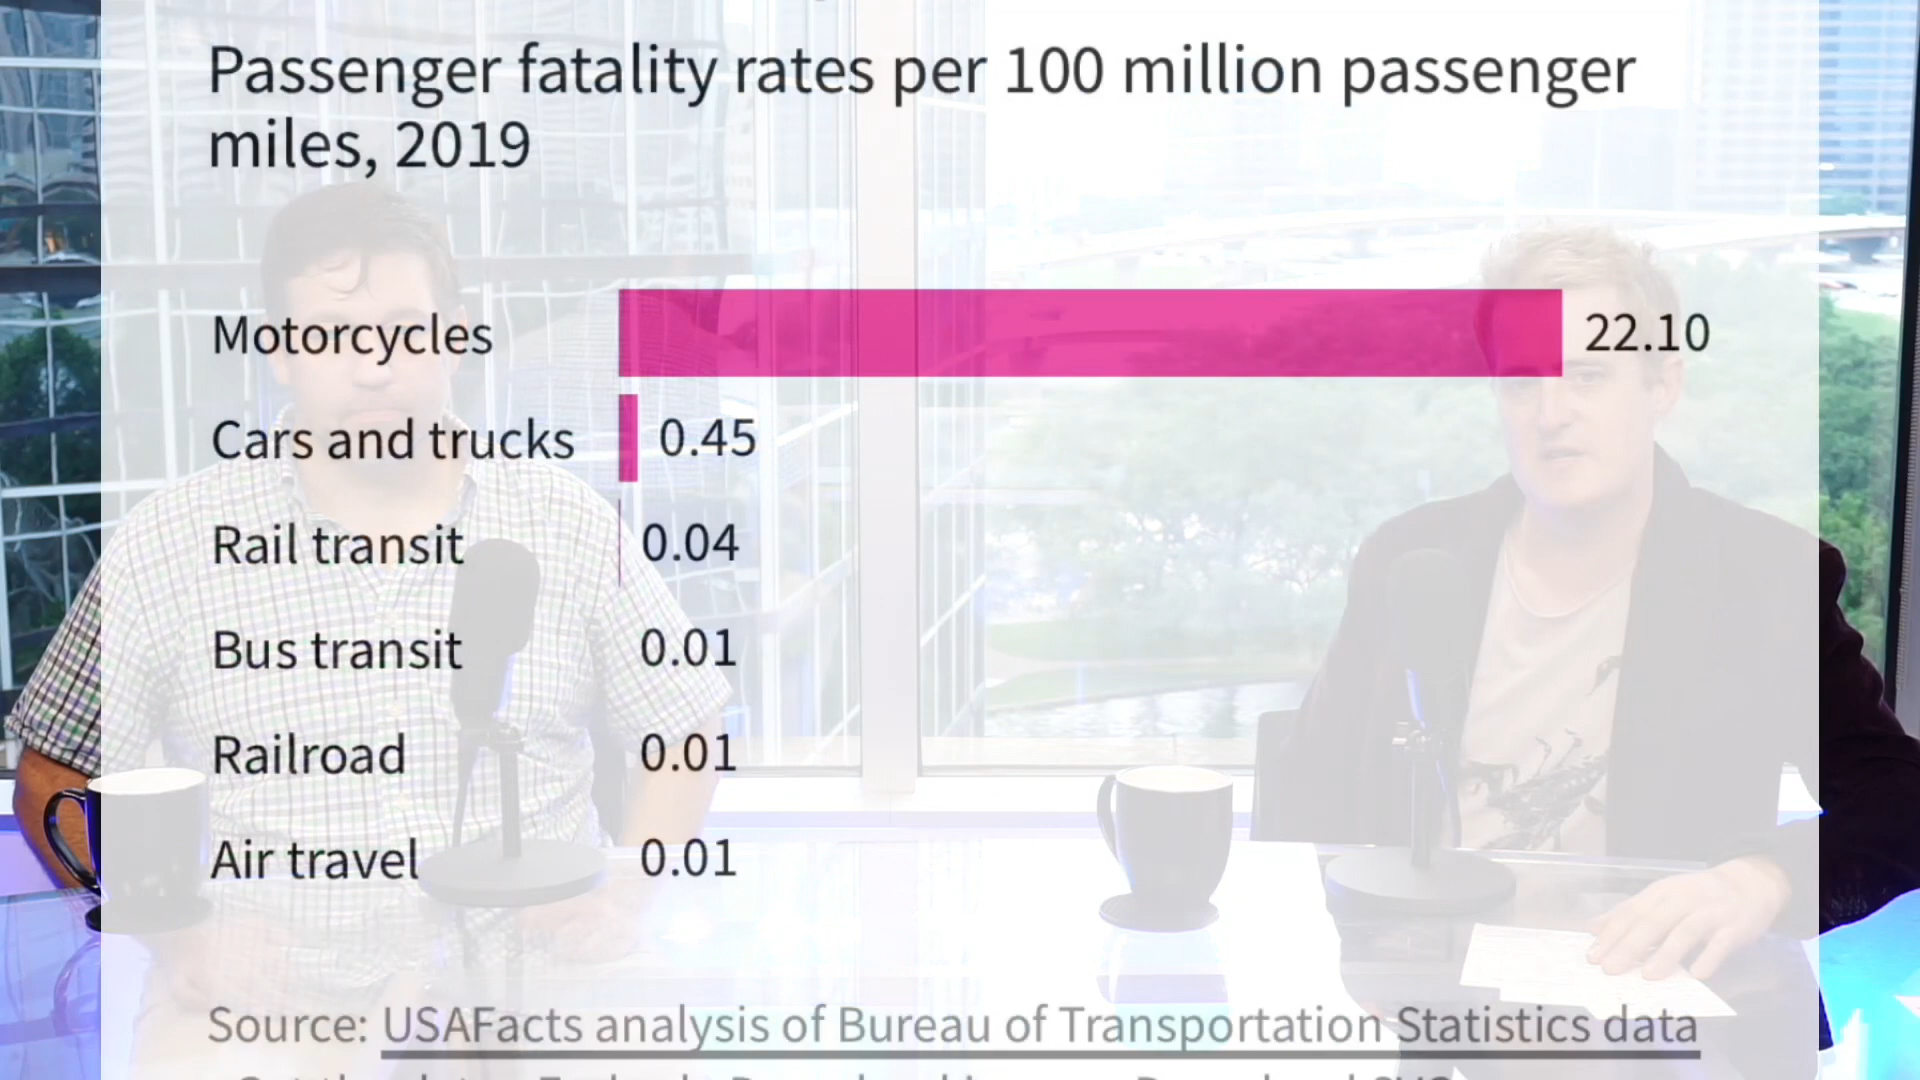 Passenger fatality rates per 100 million passenger
miles, 2019
Motorcycles 22.10
Cars and trucks 0.45
Rail transit 0.04
Bus transit 0.01
Railroad 0.01
Air travel 0.01
Source: USAFacts analysis of Bureau of Transportation Statistics data